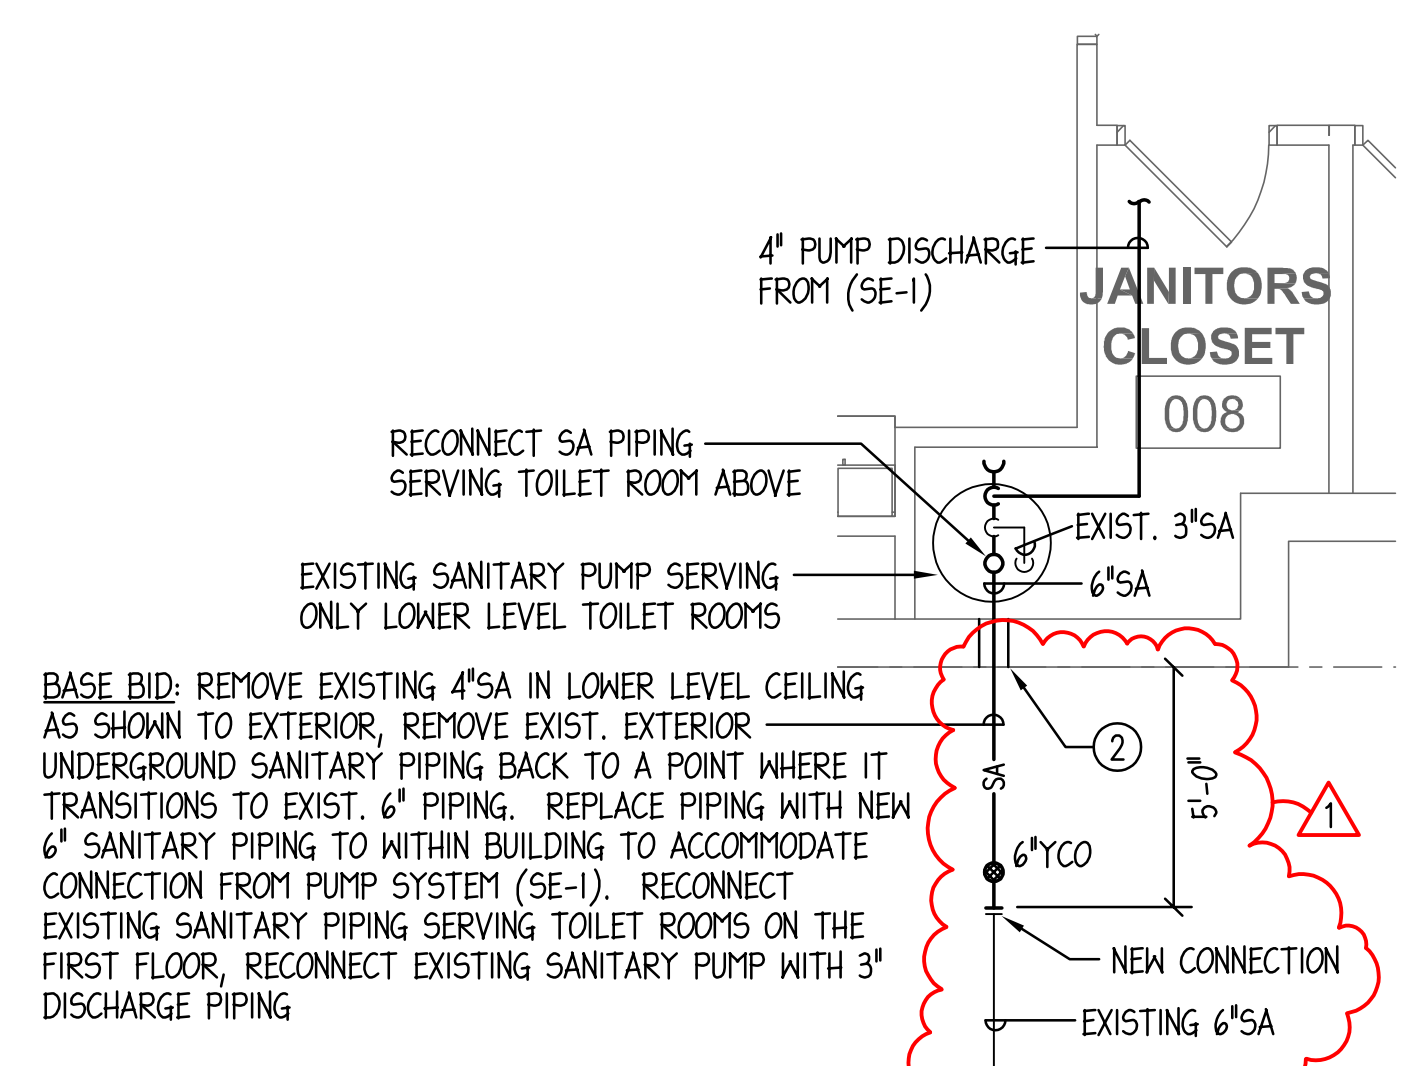 4" PUMP DISCHARGE
FROM (SE-1)
JANITORS
CLOSET
008
RECONNECT SA PIPING
SERVING TOILET ROOM ABOVE
EXIST. 3"SA
EXISTING SANITARY PUMP SERVING
ONLY LOWER LEVEL TOILET ROOMS
6"SA
BASE BID: REMOVE EXISTING 4"SA IN LOWER LEVEL CEILING
AS SHOWN TO EXTERIOR, REMOVE EXIST. EXTERIOR
UNDERGROUND SANITARY PIPING BACK TO A POINT WHERE IT
TRANSITIONS TO EXIST. 6" PIPING. REPLACE PIPING WITH NEW
6" SANITARY PIPING TO WITHIN BUILDING TO ACCOMMODATE
CONNECTION FROM PUMP SYSTEM (SE-1). RECONNECT
EXISTING SANITARY PIPING SERVING TOILET ROOMS ON THE
FIRST FLOOR, RECONNECT EXISTING SANITARY PUMP WITH 3"
DISCHARGE PIPING
2
SA
5'-0"
1
6"YCO
NEW CONNECTION
EXISTING 6"SA